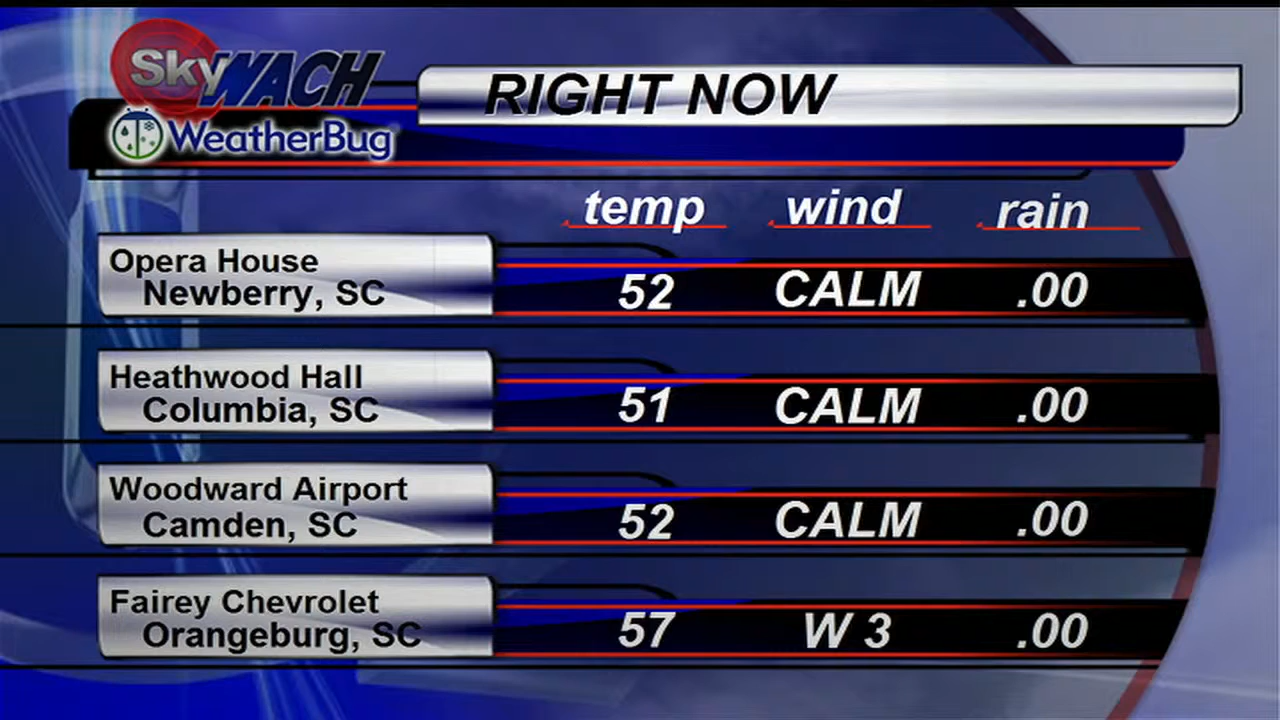 SkyWACH
RIGHT NOW
WeatherBug
temp wind rain
Opera House
Newberry, SC
52 CALM .00
Heathwood Hall
Columbia, SC
51 CALM .00
Woodward Airport
Camden, SC
52 CALM .00
Fairey Chevrolet
Orangeburg, SC
57 W 3 .00